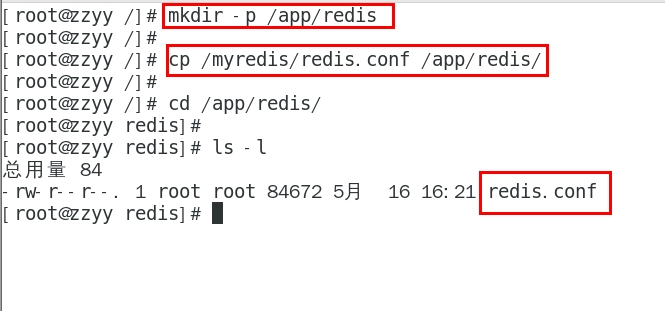 [root@zzyy /]# mkdir -p /app/redis
[root@zzyy /]#
[root@zzyy /]# cp /myredis/redis.conf /app/redis/
[root@zzyy /]#
[root@zzyy /]# cd /app/redis/
[root@zzyy redis]#
[root@zzyy redis]# ls -l
总用量 84
-rw-r--r--. 1 root root 84672 5月  16 16:21 redis.conf
[root@zzyy redis]#